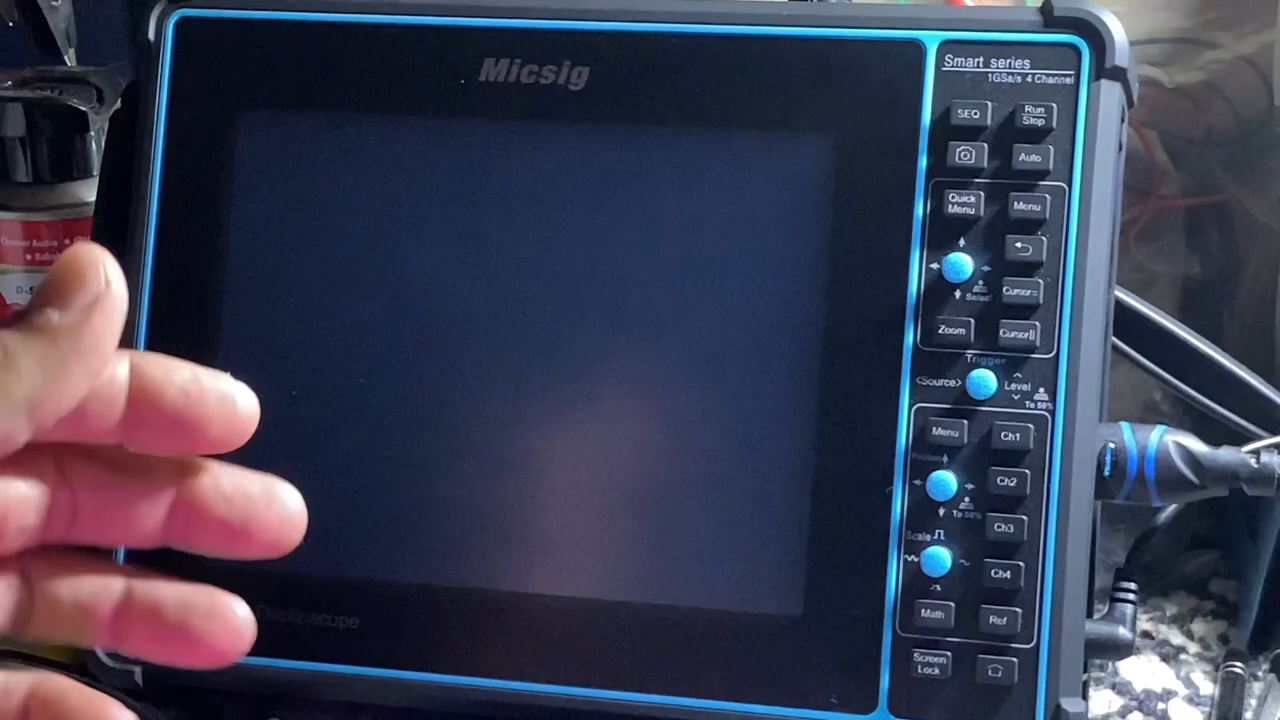 Micsig
Smart series
1GSa/s 4 Channel
SEQ
Run
Stop
Auto
Quick
Menu
Menu
Select
Cursor=
Zoom
Cursor||
Trigger
<Source>
Level
To 50%
Menu
Ch1
Position
Ch2
To 50%
Ch3
Scale
Ch4
Math
Ref
Screen
Lock
Oscilloscope